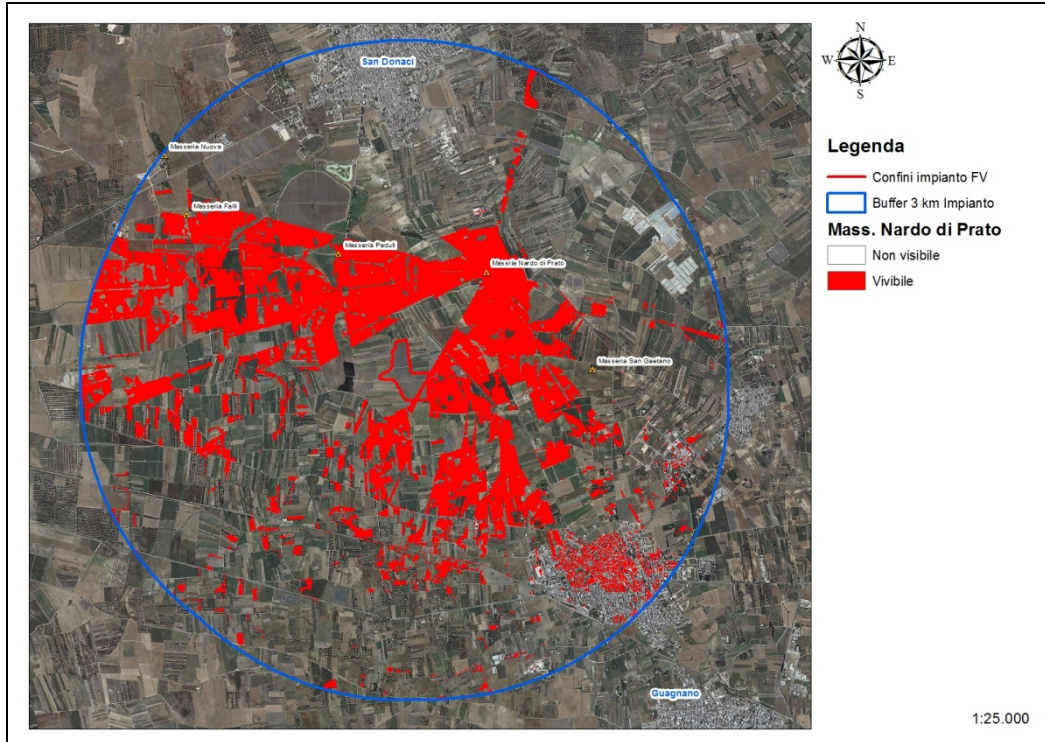 San Donaci
Masseria Nuova
Masseria Falli
Masseria Paduli
Massria Nardo di Prato
Masseria San Gaetano
Guagnano
N
W
E
S
Legenda
Confini impianto FV
Buffer 3 km Impianto
Mass. Nardo di Prato
Non visibile
Vivibile
1:25.000